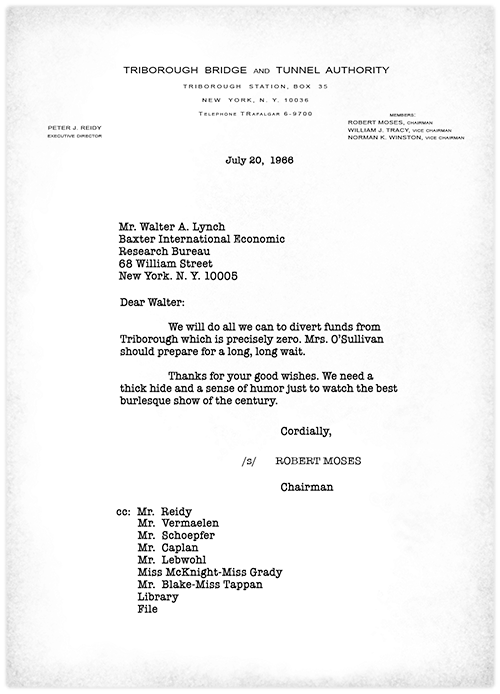 TRIBOROUGH BRIDGE AND TUNNEL AUTHORITY
TRIBOROUGH STATION, BOX 35
NEW YORK, N. Y. 10036
TELEPHONE TRAFALGAR 6-9700
PETER J. REIDY
EXECUTIVE DIRECTOR
MEMBERS:
ROBERT MOSES, CHAIRMAN
WILLIAM J. TRACY, VICE CHAIRMAN
NORMAN K. WINSTON, VICE CHAIRMAN
July 20, 1966
Mr. Walter A. Lynch
Baxter International Economic
Research Bureau
68 William Street
New York. N. Y. 10005
Dear Walter:
We will do all we can to divert funds from
Triborough which is precisely zero. Mrs. O'Sullivan
should prepare for a long, long wait.
Thanks for your good wishes. We need a
thick hide and a sense of humor just to watch the best
burlesque show of the century.
Cordially,
/s/ ROBERT MOSES
Chairman
cc: Mr. Reidy
Mr. Vermaelen
Mr. Schoepfer
Mr. Caplan
Mr. Lebwohl
Miss McKnight-Miss Grady
Mr. Blake-Miss Tappan
Library
File